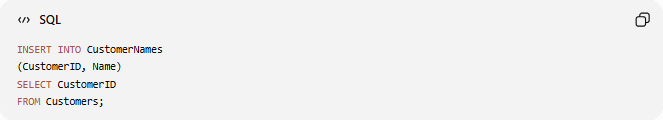 SQL
INSERT INTO CustomerNames
(CustomerID, Name)
SELECT CustomerID
FROM Customers;